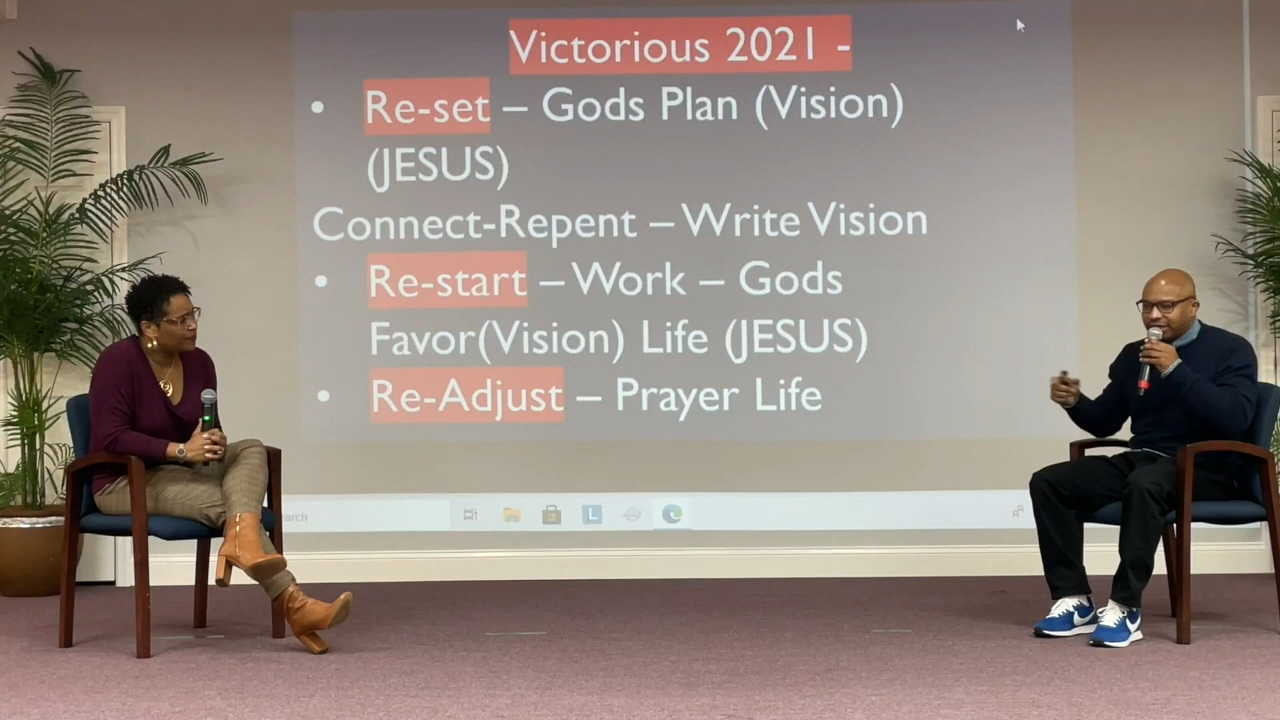 Victorious 2021 -
• Re-set – Gods Plan (Vision)
(JESUS)
Connect-Repent – Write Vision
• Re-start – Work – Gods
Favor(Vision) Life (JESUS)
• Re-Adjust – Prayer Life
earch
L